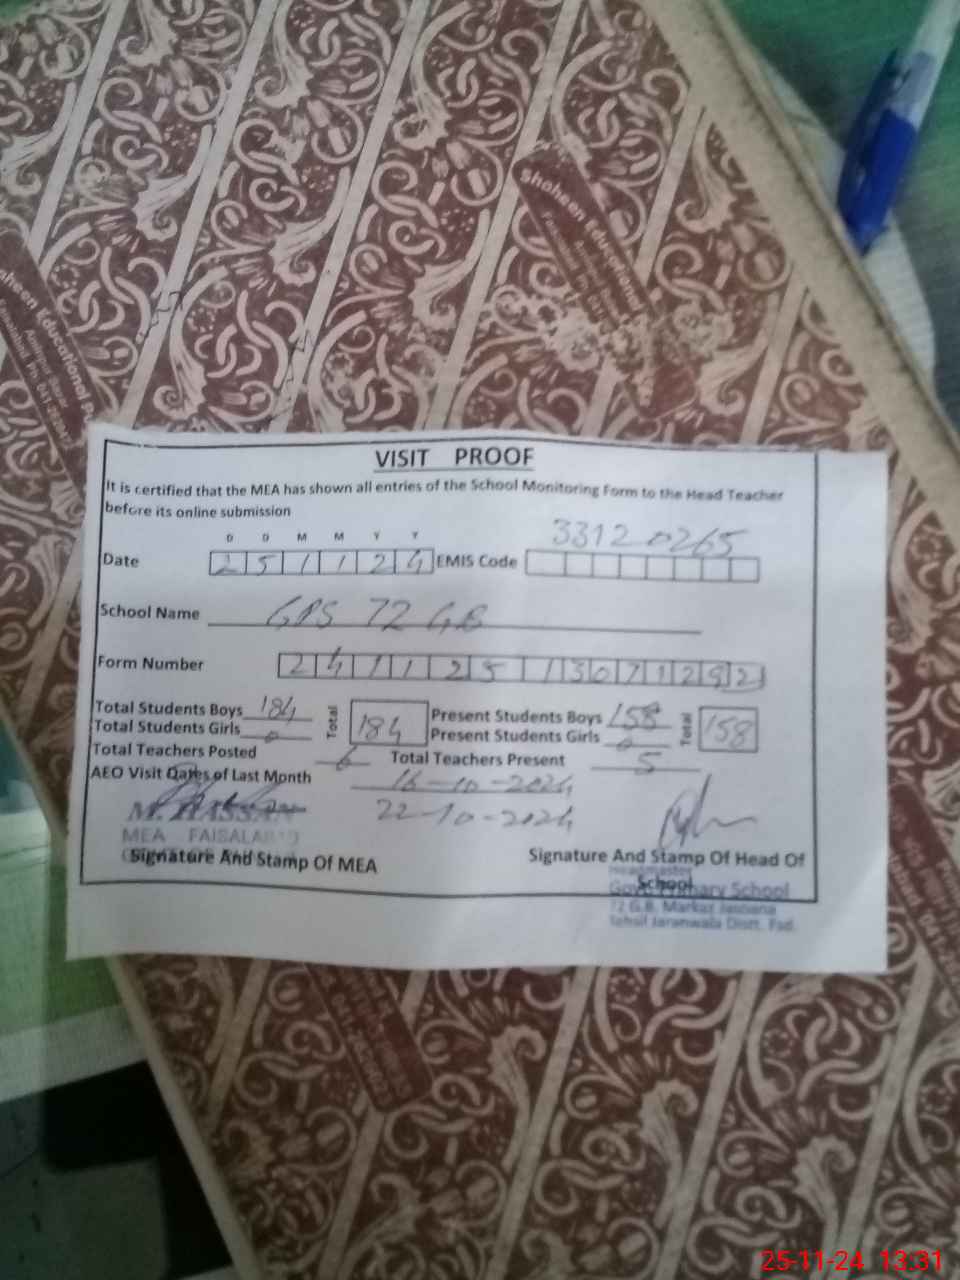 Shaheen Educational
VISIT PROOF
It is certified that the MEA has shown all entries of the School Monitoring Form to the Head Teacher
before its online submission
D D M M Y Y
33120265
Date 2 5 1 1 2 4 EMIS Code
School Name GPS 72 GB
Form Number 2 4 1 1 2 5 1 3 0 7 1 2 9 2
Total Students Boys 184 Total 184 Present Students Boys 158 Total 158
Total Students Girls 0 Present Students Girls 0
Total Teachers Posted 6 Total Teachers Present 5
AEO Visit Dates of Last Month 16-10-2024
22-10-2024
M. HASSAN
MEA FAISALABAD
Signature And Stamp Of MEA
Signature And Stamp Of Head Of
School
Headmaster
Govt. Primary School
72 G.B. Markaz
Tehsil Jaranwala Distt. Fsd.
25-11-24 13:31